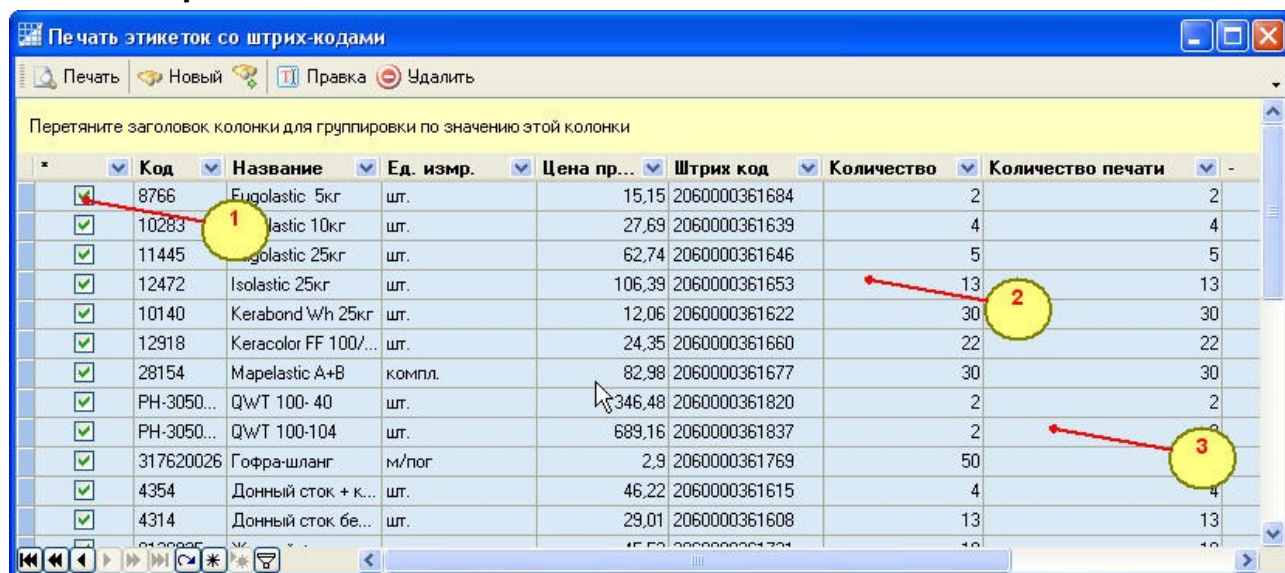 Печать этикеток со штрих-кодами
Печать Новый Правка Удалить
Перетяните заголовок колонки для группировки по значению этой колонки
* Код Название Ед. измр. Цена пр... Штрих код Количество Количество печати -
8766 Eugolastic 5кг шт. 15,15 2060000361684 2 2
10283 1 27,69 2060000361639 4 4
11445 25кг шт. 62,74 2060000361646 5 5
12472 Isolastic 25кг шт. 106,39 2060000361653 13 13
10140 Kerabond Wh 25кг шт. 12,06 2060000361622 30 2 30
12918 Keracolor FF 100/... шт. 24,35 2060000361660 22 22
28154 Mapelastic A+B компл. 82,98 2060000361677 30 30
PH-3050... QWT 100- 40 шт. 346,48 2060000361820 2 2
PH-3050... QWT 100-104 шт. 689,16 2060000361837 2
317620026 Гофра-шланг м/пог 2,9 2060000361769 50 3
4354 Донный сток + к... шт. 46,22 2060000361615 4 4
4314 Донный сток бе... шт. 29,01 2060000361608 13 13